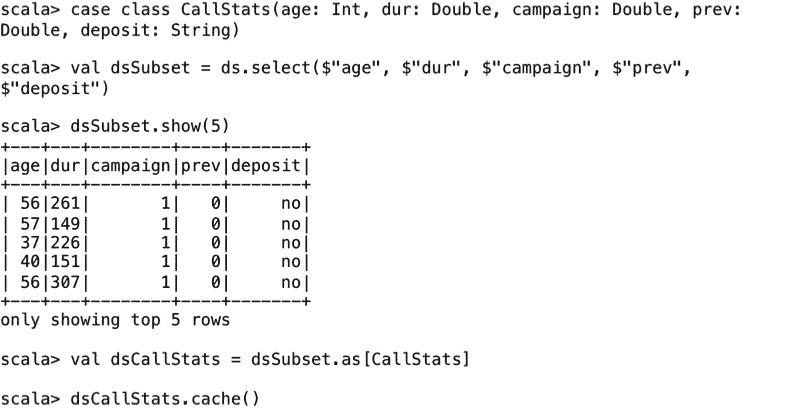 scala> case class CallStats(age: Int, dur: Double, campaign: Double, prev:
Double, deposit: String)
scala> val dsSubset = ds.select($"age", $"dur", $"campaign", $"prev",
$"deposit")
scala> dsSubset.show(5)
+---+---+--------+----+-------+
|age|dur|campaign|prev|deposit|
+---+---+--------+----+-------+
| 56|261|       1|   0|     no|
| 57|149|       1|   0|     no|
| 37|226|       1|   0|     no|
| 40|151|       1|   0|     no|
| 56|307|       1|   0|     no|
+---+---+--------+----+-------+
only showing top 5 rows
scala> val dsCallStats = dsSubset.as[CallStats]
scala> dsCallStats.cache()